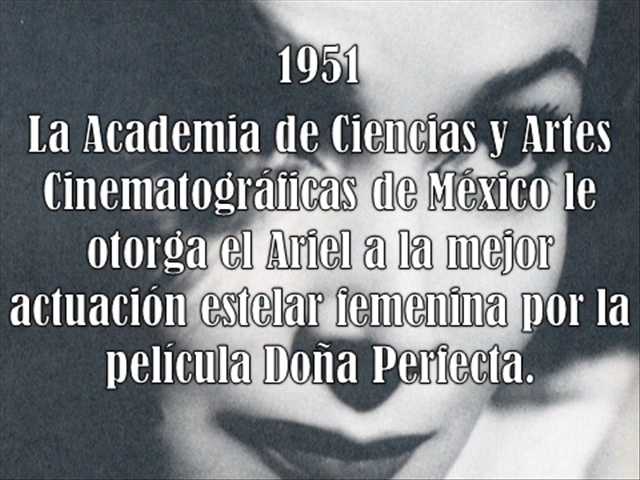 1951
La Academia de Ciencias y Artes
Cinematográficas de México le
otorga el Ariel a la mejor
actuación estelar femenina por la
película Doña Perfecta.